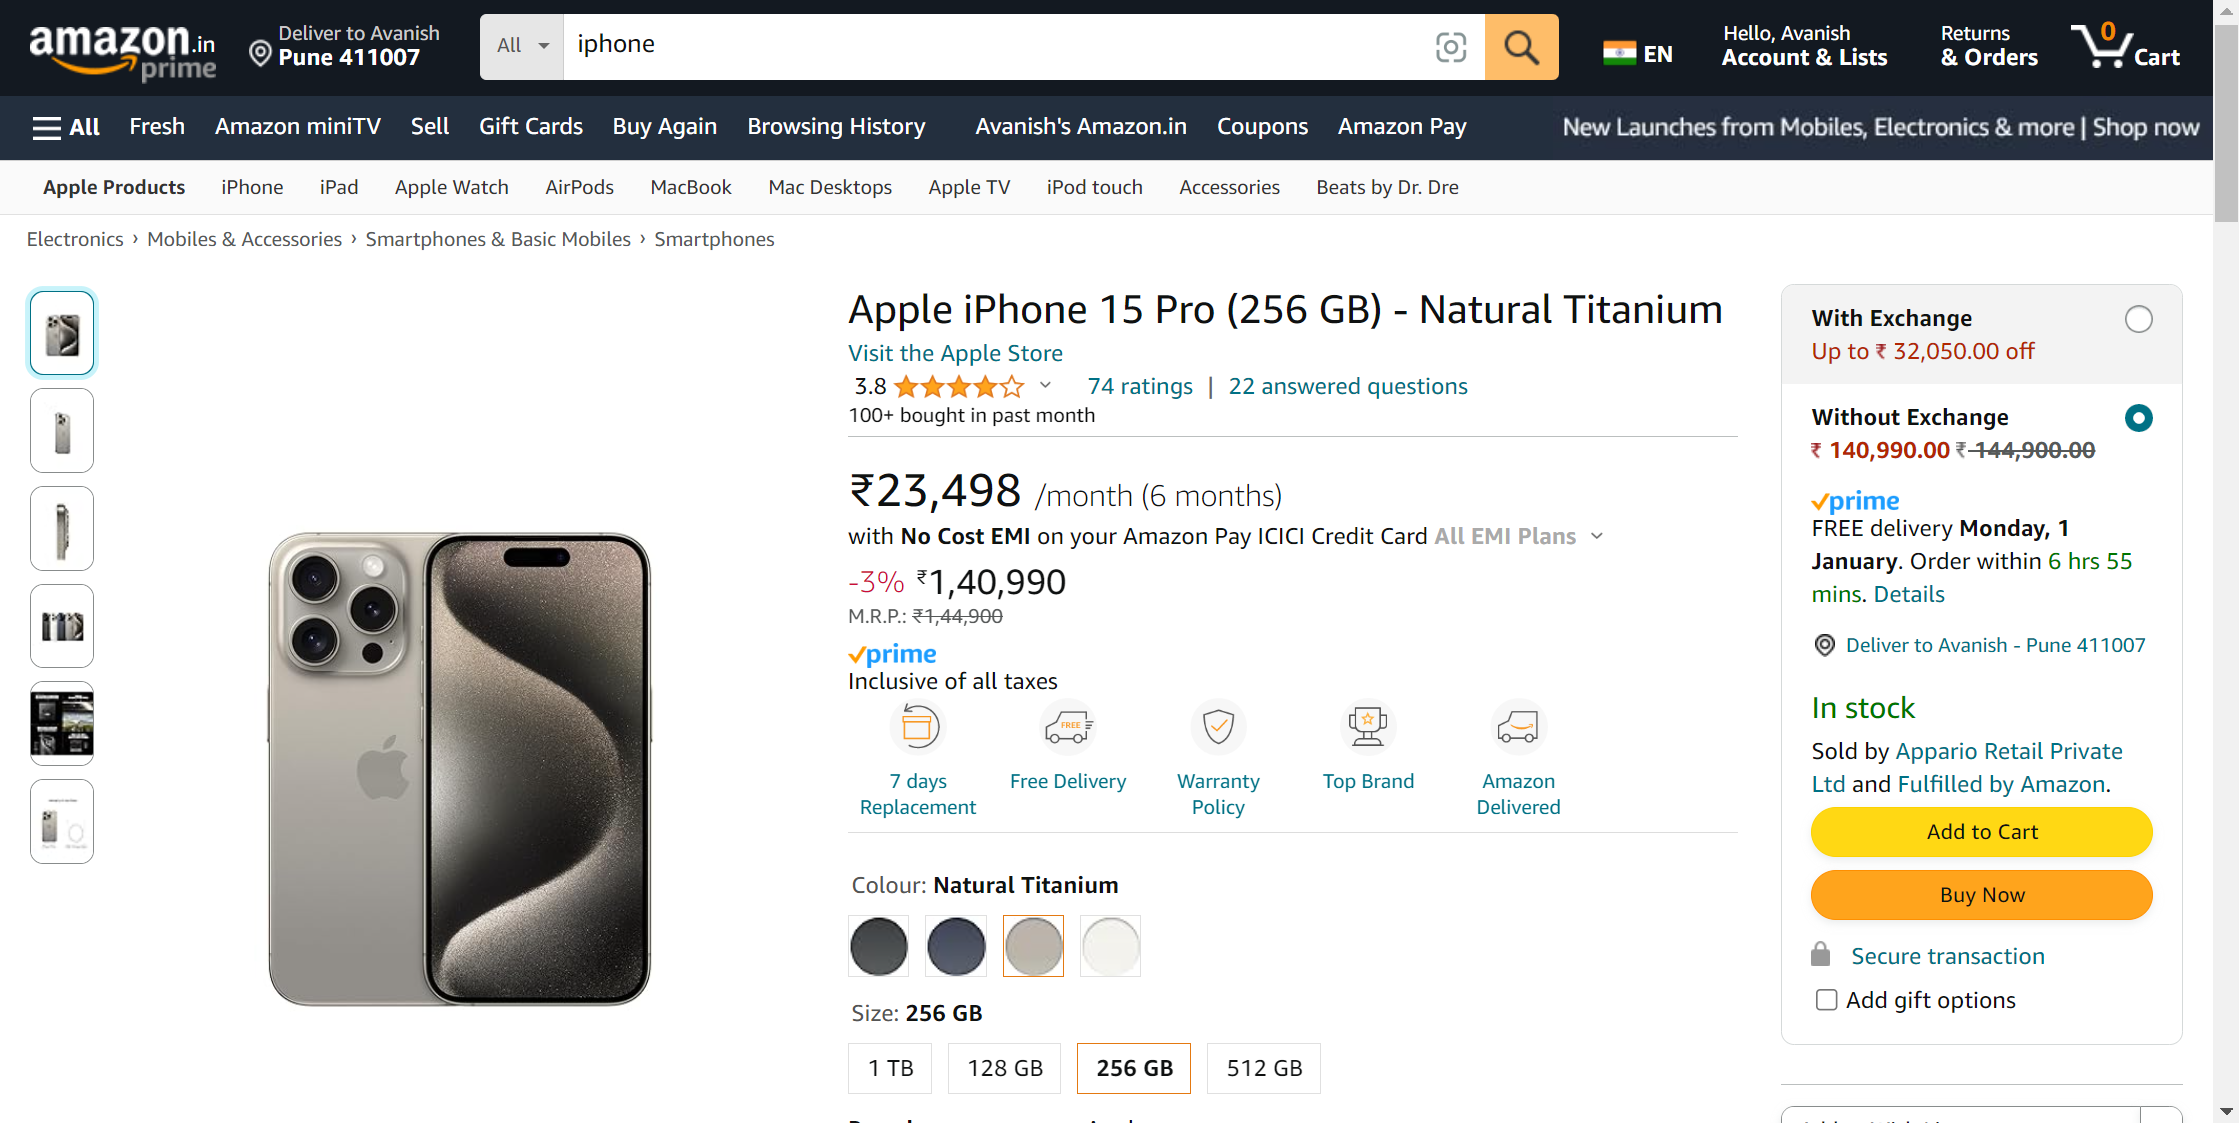 amazon.in
prime
Deliver to Avanish
Pune 411007
All
iphone
EN
Hello, Avanish
Account & Lists
Returns
& Orders
0
Cart
All
Fresh
Amazon miniTV
Sell
Gift Cards
Buy Again
Browsing History
Avanish's Amazon.in
Coupons
Amazon Pay
New Launches from Mobiles, Electronics & more | Shop now
Apple Products
iPhone
iPad
Apple Watch
AirPods
MacBook
Mac Desktops
Apple TV
iPod touch
Accessories
Beats by Dr. Dre
Electronics › Mobiles & Accessories › Smartphones & Basic Mobiles › Smartphones
Apple iPhone 15 Pro (256 GB) - Natural Titanium
Visit the Apple Store
3.8
74 ratings | 22 answered questions
100+ bought in past month
₹23,498 /month (6 months)
with No Cost EMI on your Amazon Pay ICICI Credit Card All EMI Plans
-3% ₹1,40,990
M.R.P.: ₹1,44,900
prime
Inclusive of all taxes
FREE
7 days
Replacement
Free Delivery
Warranty
Policy
Top Brand
Amazon
Delivered
Colour: Natural Titanium
Size: 256 GB
1 TB
128 GB
256 GB
512 GB
With Exchange
Up to ₹ 32,050.00 off
Without Exchange
₹ 140,990.00 ₹ 144,900.00
prime
FREE delivery Monday, 1
January. Order within 6 hrs 55
mins. Details
Deliver to Avanish - Pune 411007
In stock
Sold by Appario Retail Private
Ltd and Fulfilled by Amazon.
Add to Cart
Buy Now
Secure transaction
Add gift options